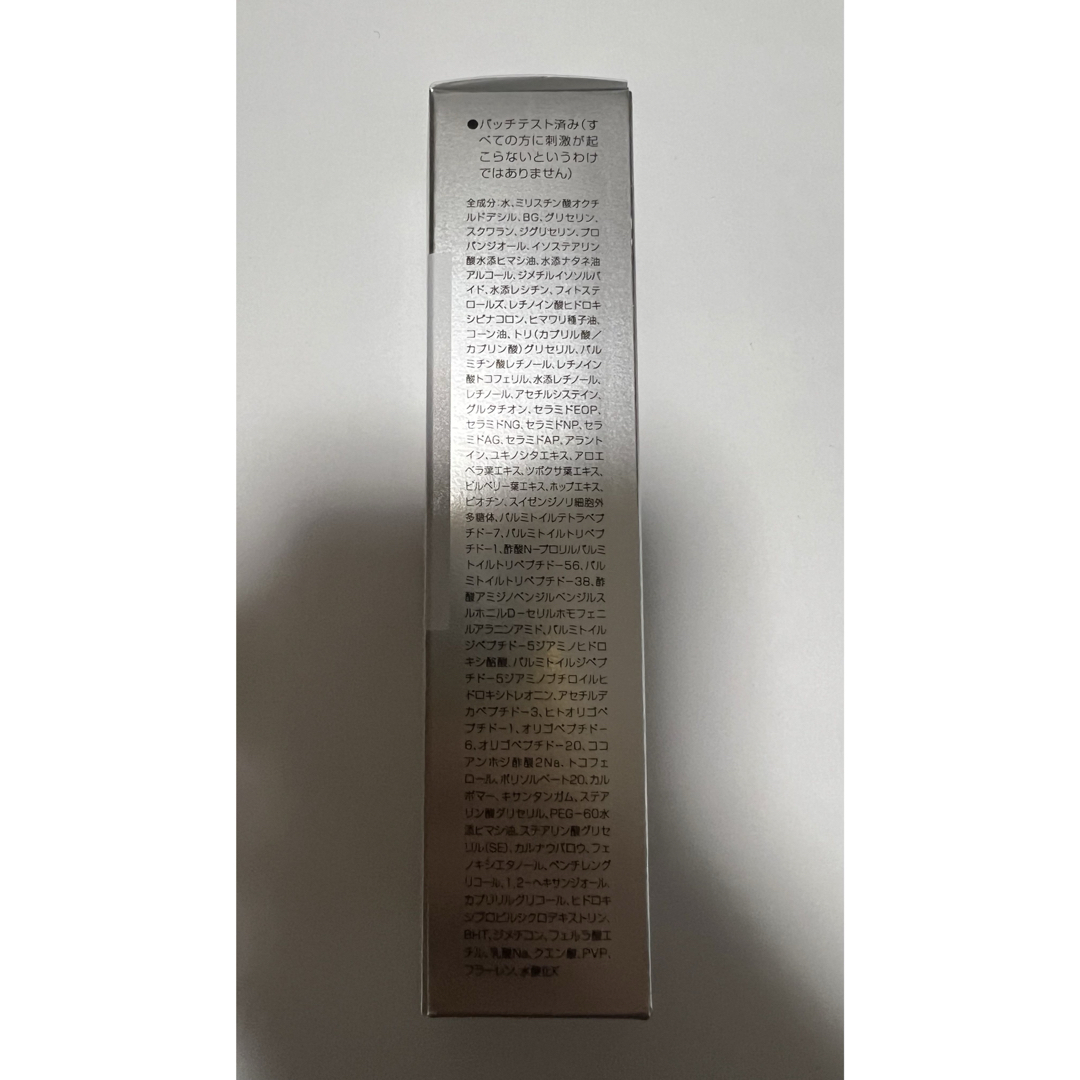 ●パッチテスト済み(す
べての方に刺激が起
こらないというわけ
ではありません)
全成分:水、ミリスチン酸オクチ
ルドデシル、BG、グリセリン、
スクワラン、ジグリセリン、プロ
パンジオール、イソステアリン
酸水添ヒマシ油、水添ナタネ油
アルコール、ジメチルイソソルバ
イド、水添レシチン、フィトステ
ロールズ、レチノイン酸ヒドロキ
シピナコロン、ヒマワリ種子油、
コーン油、トリ(カプリル酸/
カプリン酸)グリセリル、パル
ミチン酸レチノール、レチノイン
酸トコフェリル、水添レチノール、
レチノール、アセチルシステイン、
グルタチオン、セラミドEOP、
セラミドNG、セラミドNP、セラ
ミドAG、セラミドAP、アラント
イン、ユキノシタエキス、アロエ
ベラ葉エキス、ツボクサ葉エキス、
ビルベリー葉エキス、ホップエキス、
ビオチン、スイゼンジノリ細胞外
多糖体、パルミトイルテトラペプ
チド-7、パルミトイルトリペプ
チド-1、酢酸N-プロリルパルミ
トイルトリペプチド-56、パル
ミトイルトリペプチド-38、酢
酸アミジノベンジルベンジルス
ルホニルD-セリルホモフェニ
ルアラニンアミド、パルミトイル
ジペプチド-5ジアミノヒドロ
キシ酪酸、パルミトイルジペプ
チド-5ジアミノブチロイルヒ
ドロキシトレオニン、アセチルデ
カペプチド-3、ヒトオリゴペ
プチド-1、オリゴペプチド-
6、オリゴペプチド-20、ココ
アンホジ酢酸2Na、トコフェ
ロール、ポリソルベート20、カル
ボマー、キサンタンガム、ステア
リン酸グリセリル、PEG-60水
添ヒマシ油、ステアリン酸グリセ
リル(SE)、カルナウバロウ、フェ
ノキシエタノール、ペンチレング
リコール、1,2-ヘキサンジオール、
カプリリルグリコール、ヒドロキ
シプロピルシクロデキストリン、
BHT、ジメチコン、フェルラ酸エ
チル、乳酸Na、クエン酸、PVP、
フラーレン、水酸化K